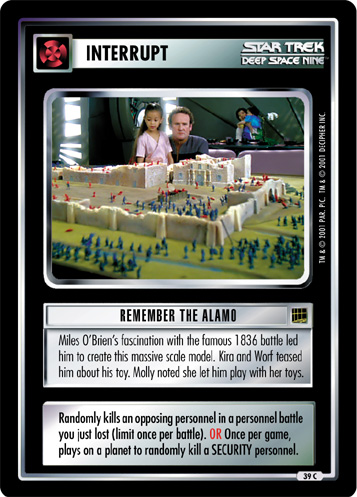 INTERRUPT
STAR TREK
DEEP SPACE NINE™
TM & © 2001 PAR. PIC. TM & © 2001 DECIPHER INC.
REMEMBER THE ALAMO
Miles O'Brien's fascination with the famous 1836 battle led
him to create this massive scale model. Kira and Worf teased
him about his toy. Molly noted she let him play with her toys.
Randomly kills an opposing personnel in a personnel battle
you just lost (limit once per battle). OR Once per game,
plays on a planet to randomly kill a SECURITY personnel.
39 C